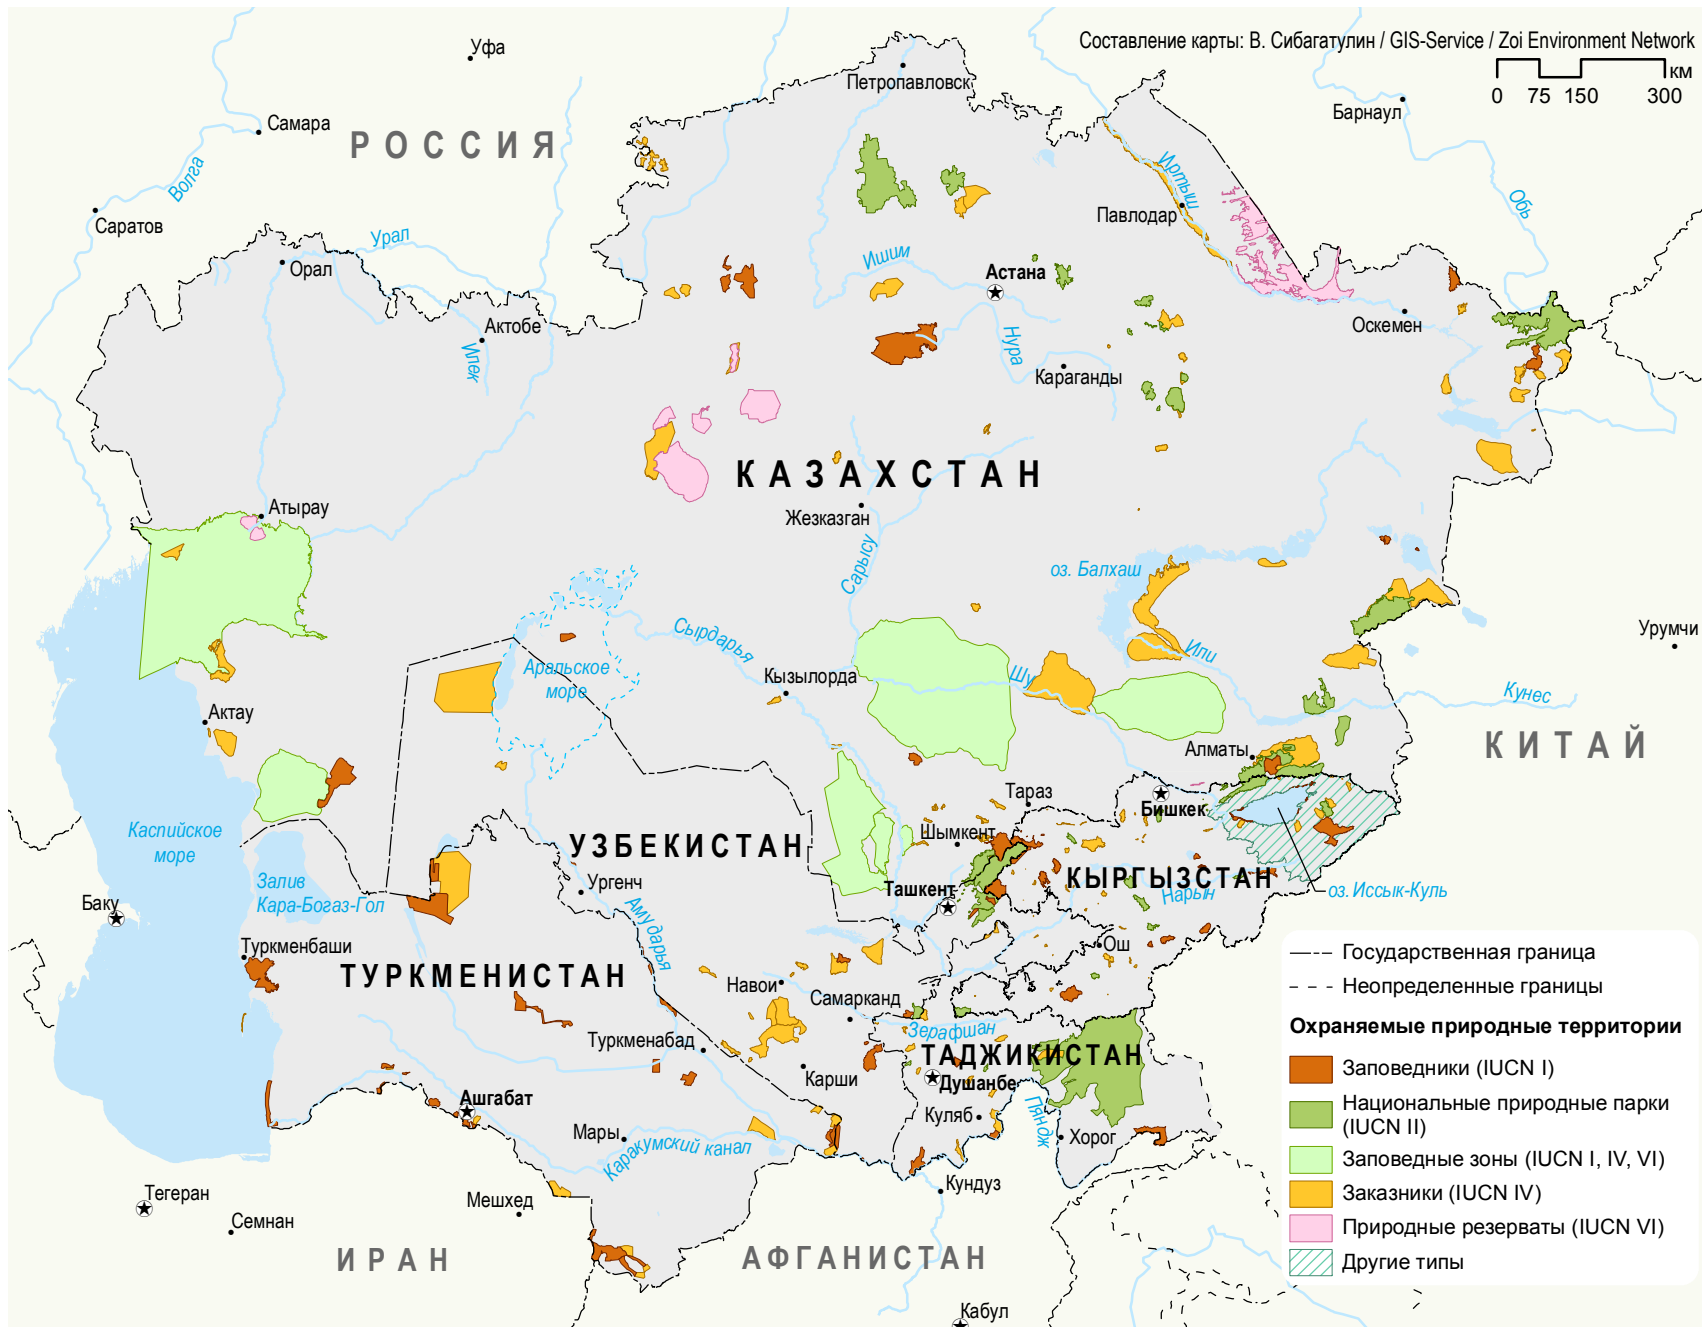 Составление карты: В. Сибагатулин / GIS-Service / Zoi Environment Network
км
0 75 150 300
Уфа
Петропавловск
Барнаул
Самара
РОССИЯ
Волга
Иртыш
Обь
Саратов
Павлодар
Урал
Орал
Ишим
Астана
Актобе
Оскемен
Илек
Нура
Караганды
КАЗАХСТАН
Атырау
Жезказган
Сарысу
оз. Балхаш
Сырдарья
Или
Урумчи
Аральское
море
Кызылорда
Шу
Кунес
Актау
Алматы
КИТАЙ
Тараз
Бишкек
Каспийское
море
УЗБЕКИСТАН
Шымкент
Залив
Кара-Богаз-Гол
Ургенч
Ташкент
КЫРГЫЗСТАН
Нарын
оз. Иссык-Куль
Баку
Амударья
Туркменбаши
Ош
ТУРКМЕНИСТАН
Навои
Самарканд
Зерафшан
Туркменабад
ТАДЖИКИСТАН
Карши
Душанбе
Ашгабат
Куляб
Пяндж
Мары
Каракумский канал
Хорог
Тегеран
Мешхед
Кундуз
Семнан
ИРАН
АФГАНИСТАН
Кабул
Государственная граница
Неопределенные границы
Охраняемые природные территории
Заповедники (IUCN I)
Национальные природные парки
(IUCN II)
Заповедные зоны (IUCN I, IV, VI)
Заказники (IUCN IV)
Природные резерваты (IUCN VI)
Другие типы